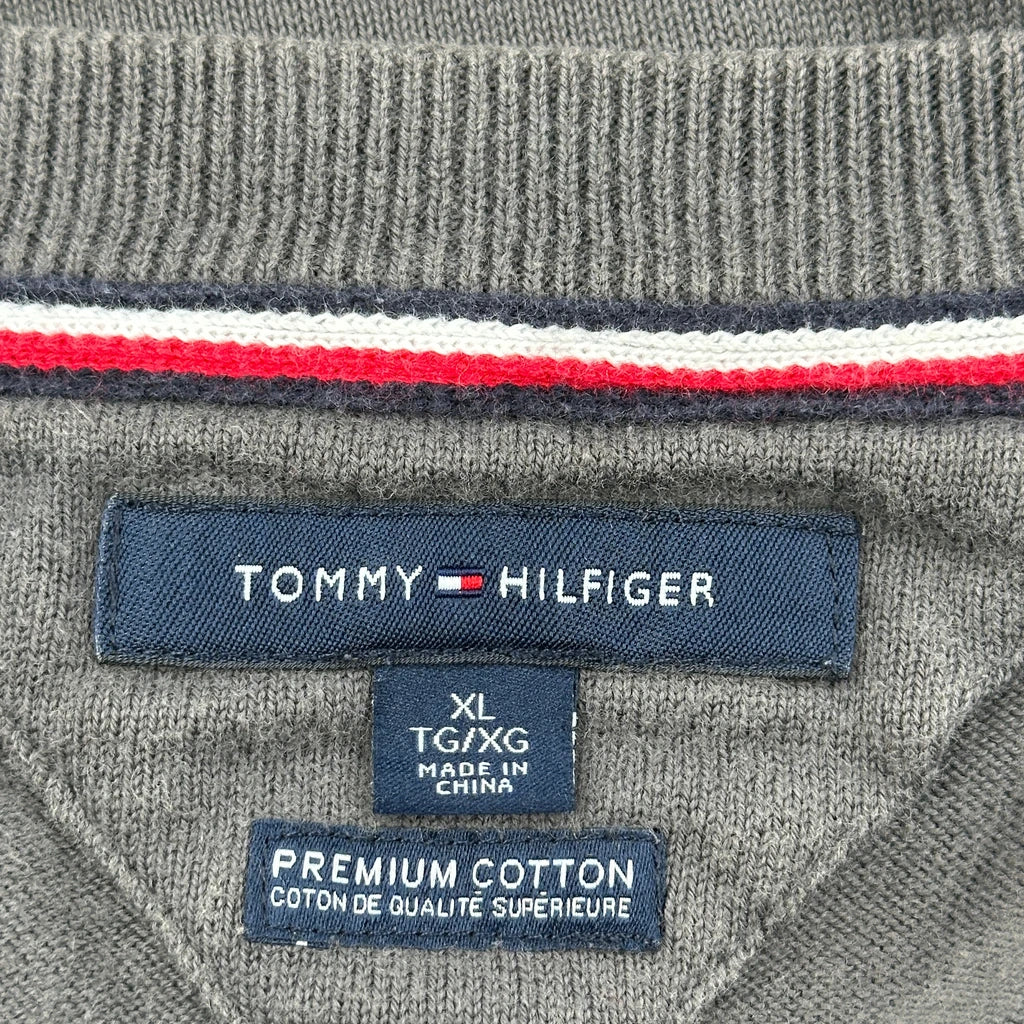 TOMMY HILFIGER
XL
TG/XG
MADE IN
CHINA
PREMIUM COTTON
COTON DE QUALITÉ SUPÉRIEURE